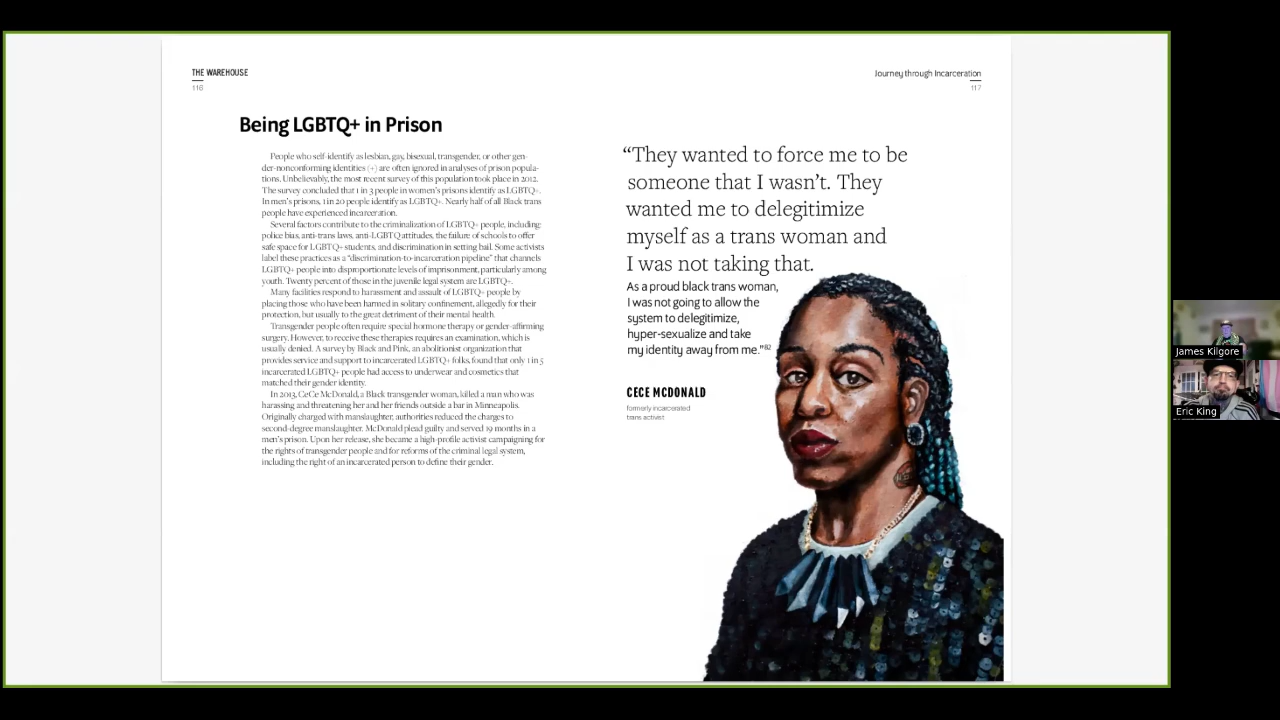 THE WAREHOUSE
116
Being LGBTQ+ in Prison
People who self-identify as lesbian, gay, bisexual, transgender, or other gen-
der-nonconforming identities (+) are often ignored in analyses of prison popula-
tions. Unbelievably, the most recent survey of this population took place in 2012.
The survey concluded that 1 in 3 people in women's prisons identify as LGBTQ+.
In men's prisons, 1 in 20 people identify as LGBTQ+. Nearly half of all Black trans
people have experienced incarceration.
Several factors contribute to the criminalization of LGBTQ+ people, including:
police bias, anti-trans laws, anti-LGBTQ attitudes, the failure of schools to offer
safe space for LGBTQ+ students, and discrimination in setting bail. Some activists
label these practices as a "discrimination-to-incarceration pipeline" that channels
LGBTQ+ people into disproportionate levels of imprisonment, particularly among
youth. Twenty percent of those in the juvenile legal system are LGBTQ+.
Many facilities respond to harassment and assault of LGBTQ+ people by
placing those who have been harmed in solitary confinement, allegedly for their
protection, but usually to the great detriment of their mental health.
Transgender people often require special hormone therapy or gender-affirming
surgery. However, to receive these therapies requires an examination, which is
usually denied. A survey by Black and Pink, an abolitionist organization that
provides service and support to incarcerated LGBTQ+ folks, found that only 1 in 5
incarcerated LGBTQ+ people had access to underwear and cosmetics that
matched their gender identity.
In 2013, CeCe McDonald, a Black transgender woman, killed a man who was
harassing and threatening her and her friends outside a bar in Minneapolis.
Originally charged with manslaughter, authorities reduced the charges to
second-degree manslaughter. McDonald plead guilty and served 19 months in a
men's prison. Upon her release, she became a high-profile activist campaigning for
the rights of transgender people and for reforms of the criminal legal system,
including the right of an incarcerated person to define their gender.
Journey through Incarceration
117
"They wanted to force me to be
someone that I wasn't. They
wanted me to delegitimize
myself as a trans woman and
I was not taking that.
As a proud black trans woman,
I was not going to allow the
system to delegitimize,
hyper-sexualize and take
my identity away from me."82
CECE MCDONALD
formerly incarcerated
trans activist
James Kilgore
Eric King